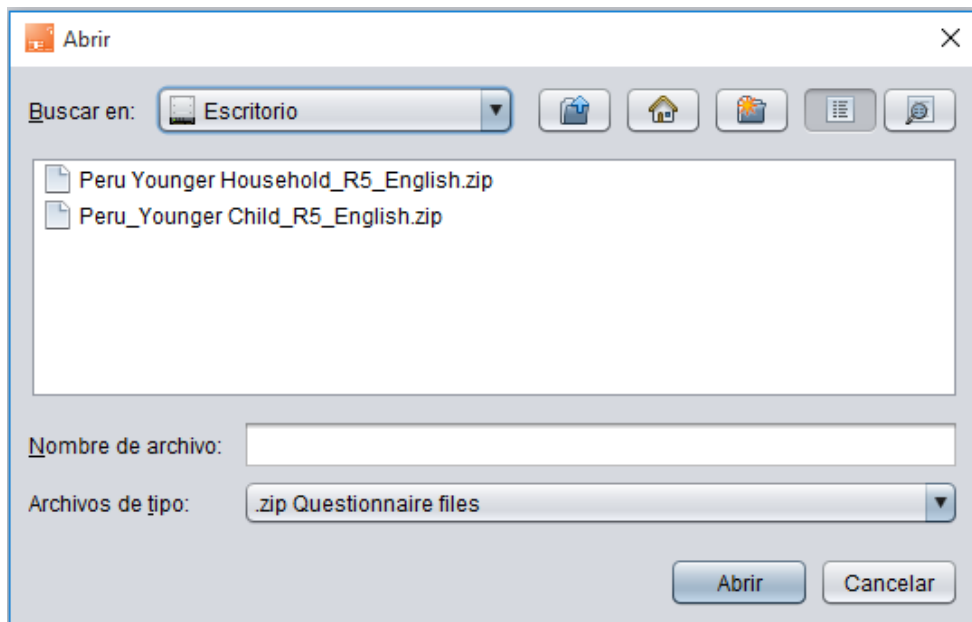 Abrir
Buscar en: Escritorio
Peru Younger Household_R5_English.zip
Peru_Younger Child_R5_English.zip
Nombre de archivo:
Archivos de tipo: .zip Questionnaire files
Abrir Cancelar